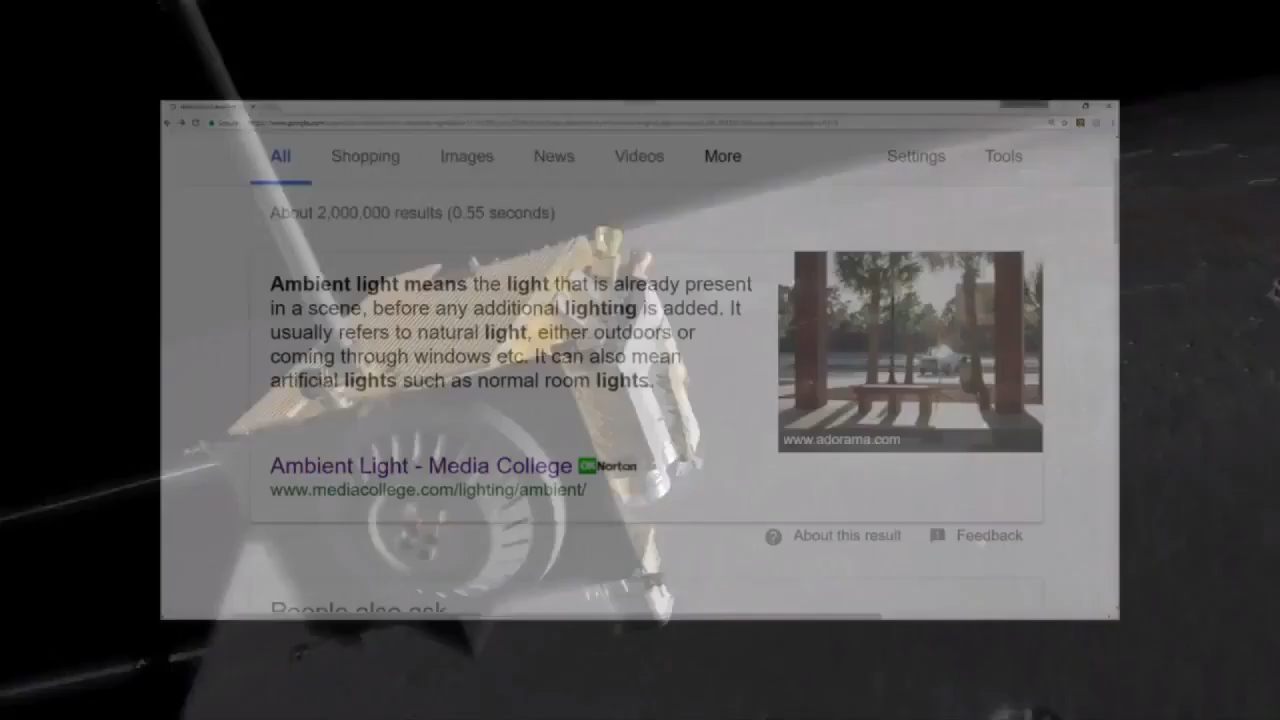 All Shopping Images News Videos More Settings Tools
About 2,000,000 results (0.55 seconds)
Ambient light means the light that is already present
in a scene, before any additional lighting is added. It
usually refers to natural light, either outdoors or
coming through windows etc. It can also mean
artificial lights such as normal room lights.
www.adorama.com
Ambient Light - Media College OK Norton
www.mediacollege.com/lighting/ambient/
About this result Feedback
People also ask